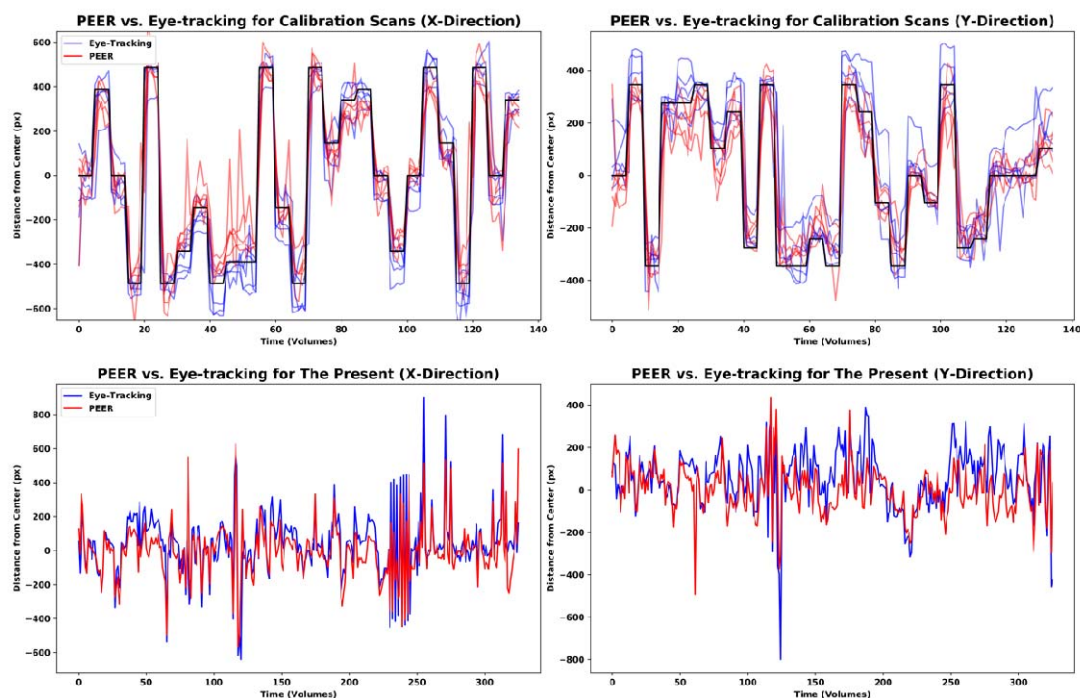 PEER vs. Eye-tracking for Calibration Scans (X-Direction)
Eye-Tracking
PEER
600
400
200
0
−200
−400
−600
Distance from Center (px)
0 20 40 60 80 100 120 140
Time (Volumes)
PEER vs. Eye-tracking for Calibration Scans (Y-Direction)
400
200
0
−200
−400
Distance from Center (px)
0 20 40 60 80 100 120 140
Time (Volumes)
PEER vs. Eye-tracking for The Present (X-Direction)
Eye-Tracking
PEER
800
600
400
200
0
−200
−400
−600
Distance from Center (px)
0 50 100 150 200 250 300
Time (Volumes)
PEER vs. Eye-tracking for The Present (Y-Direction)
400
200
0
−200
−400
−600
−800
Distance from Center (px)
0 50 100 150 200 250 300
Time (Volumes)